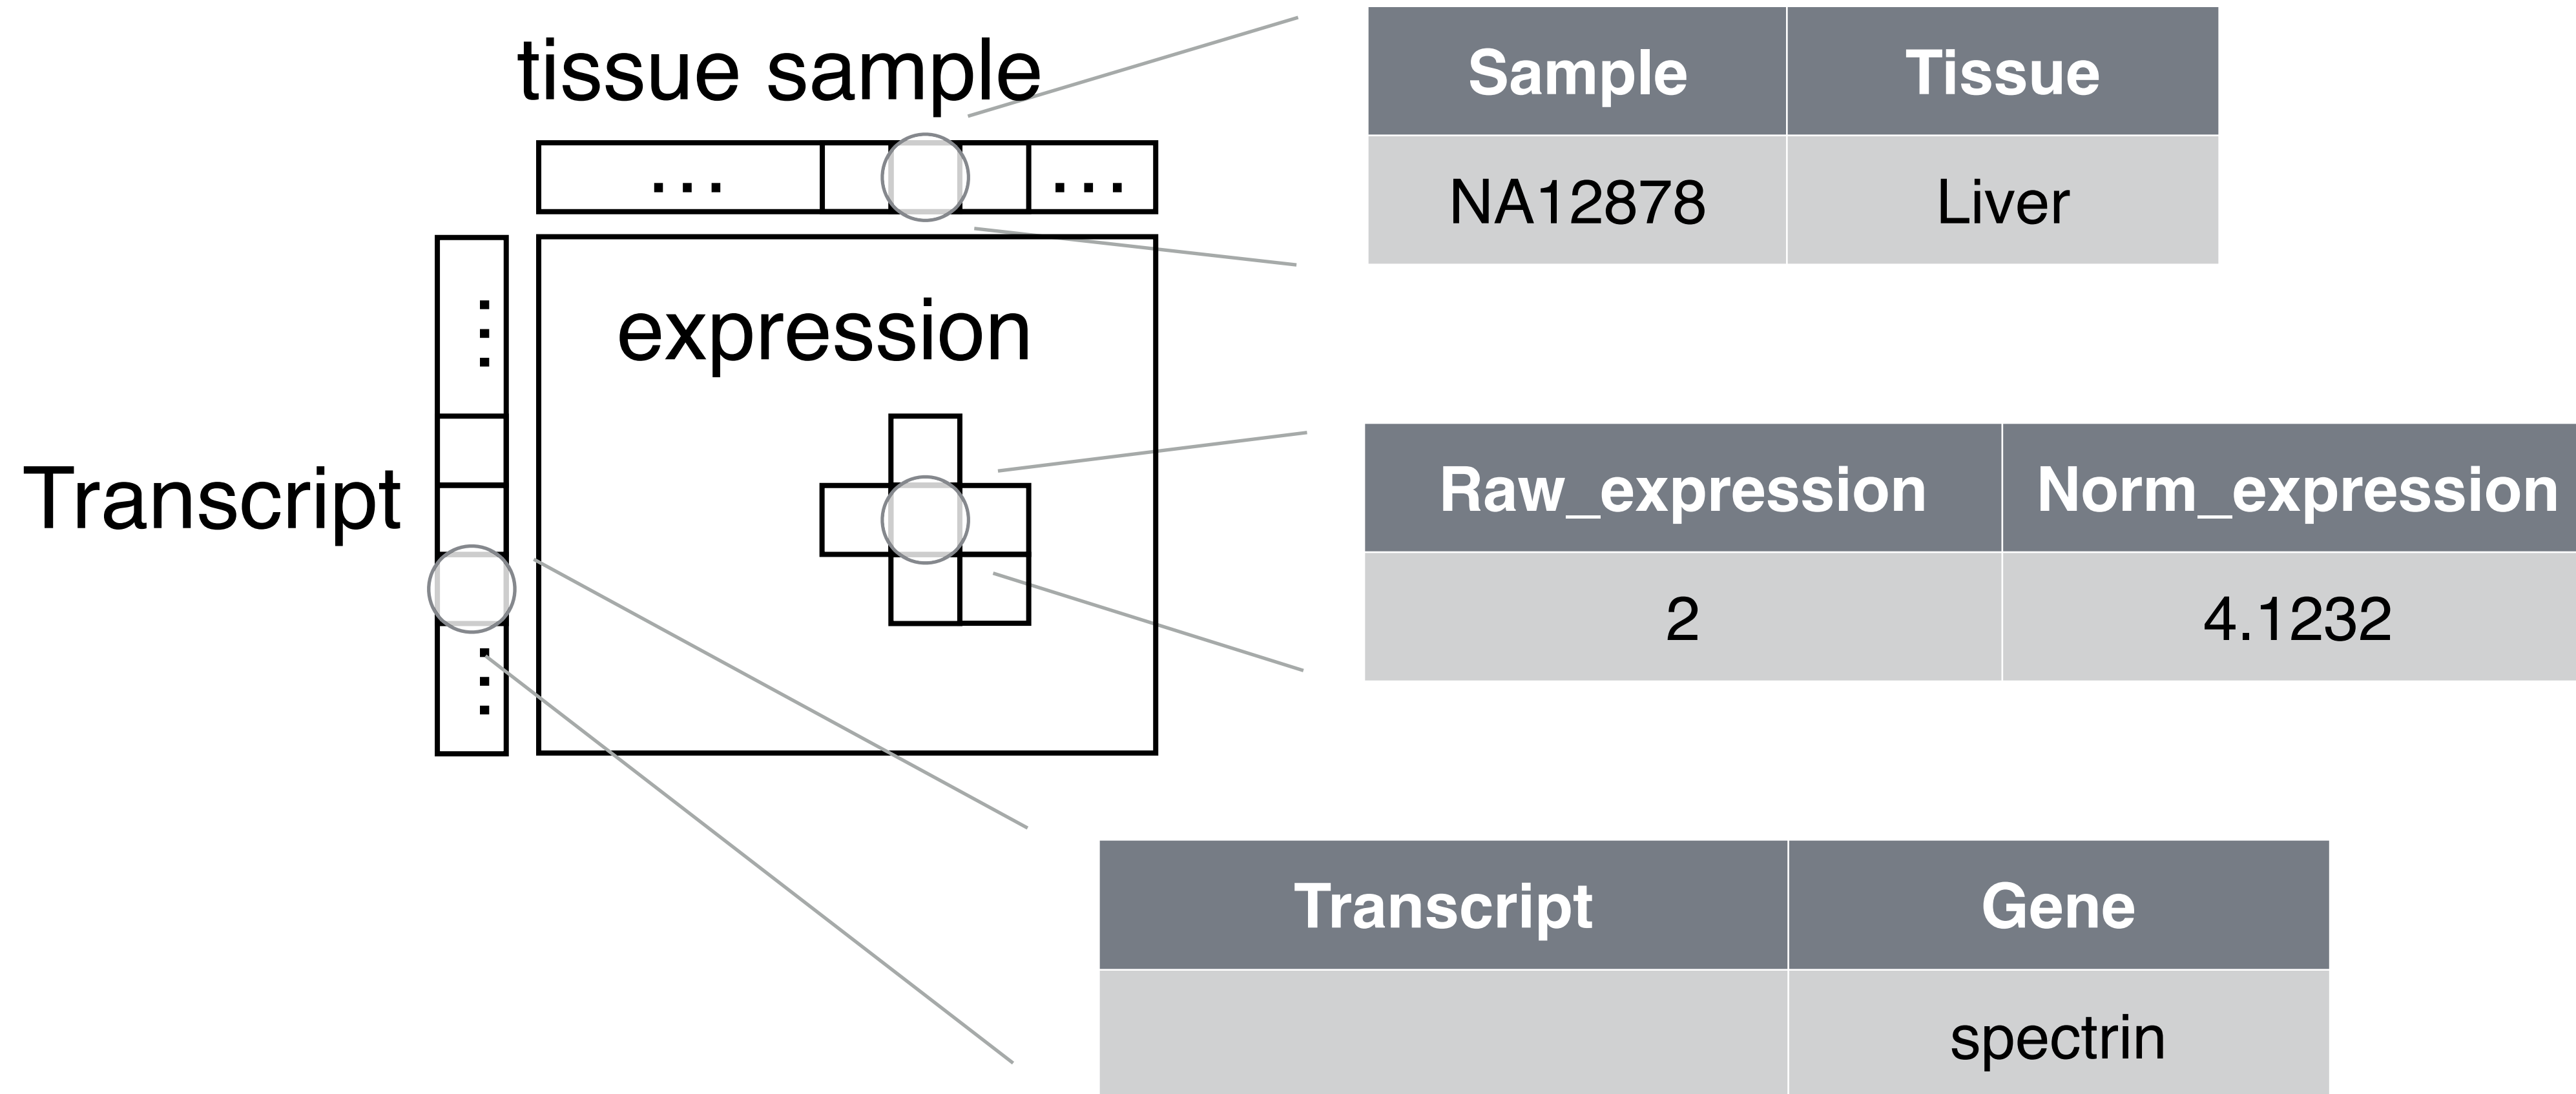 tissue sample
Sample Tissue
NA12878 Liver
... ...
expression
Transcript
Raw_expression Norm_expression
2 4.1232
Transcript Gene
spectrin